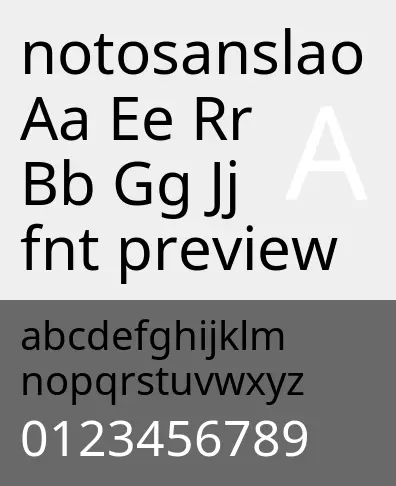 notosanslao
Aa Ee Rr
Bb Gg Jj
A
fnt preview
abcdefghijklm
nopqrstuvwxyz
0123456789